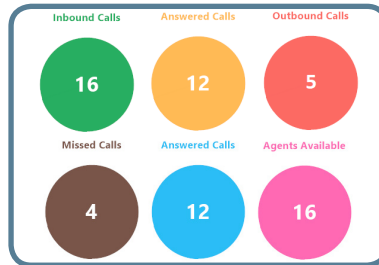 Inbound Calls Answered Calls Outbound Calls
16 12 5
Missed Calls Answered Calls Agents Available
4 12 16